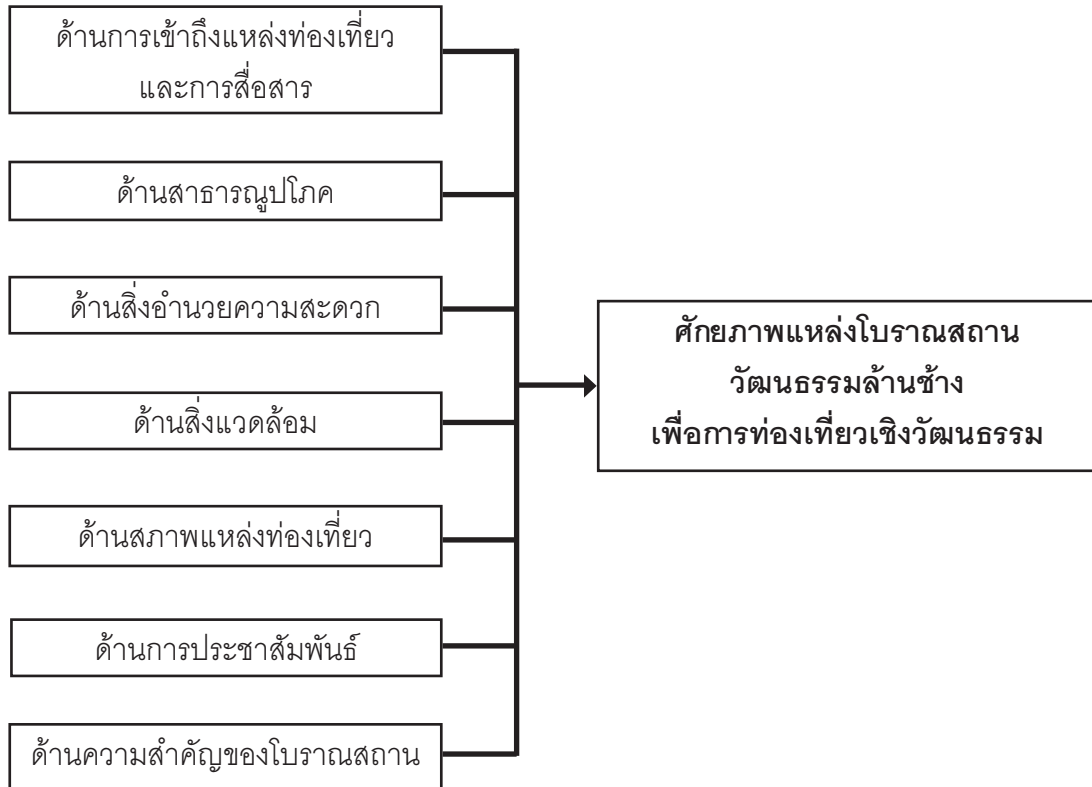 ด้านการเข้าถึงแหล่งท่องเที่ยว
และการสื่อสาร
ด้านสาธารณูปโภค
ด้านสิ่งอำนวยความสะดวก
ด้านสิ่งแวดล้อม
ด้านสภาพแหล่งท่องเที่ยว
ด้านการประชาสัมพันธ์
ด้านความสำคัญของโบราณสถาน
ศักยภาพแหล่งโบราณสถาน
วัฒนธรรมล้านช้าง
เพื่อการท่องเที่ยวเชิงวัฒนธรรม